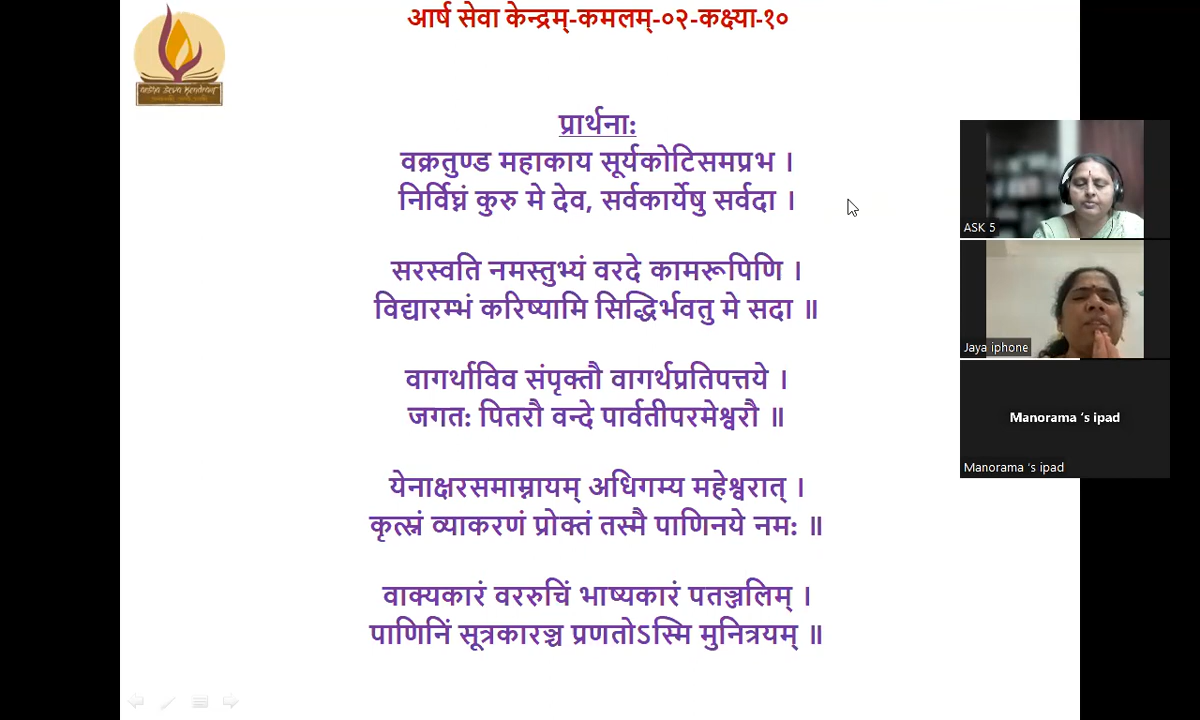 आर्ष सेवा केन्द्रम्-कमलम्-०२-कक्ष्या-१०
arsha seva kendram
प्रार्थनाः
वक्रतुण्ड महाकाय सूर्यकोटिसमप्रभ ।
निर्विघ्नं कुरु मे देव, सर्वकार्येषु सर्वदा ।
सरस्वति नमस्तुभ्यं वरदे कामरूपिणि ।
विद्यारम्भं करिष्यामि सिद्धिर्भवतु मे सदा ॥
वागर्थाविव संपृक्तौ वागर्थप्रतिपत्तये ।
जगतः पितरौ वन्दे पार्वतीपरमेश्वरौ ॥
येनाक्षरसमाम्नायम् अधिगम्य महेश्वरात् ।
कृत्स्नं व्याकरणं प्रोक्तं तस्मै पाणिनये नमः ॥
वाक्यकारं वररुचिं भाष्यकारं पतञ्जलिम् ।
पाणिनिं सूत्रकारञ्च प्रणतोऽस्मि मुनित्रयम् ॥
ASK 5
Jaya iphone
Manorama 's ipad
Manorama 's ipad